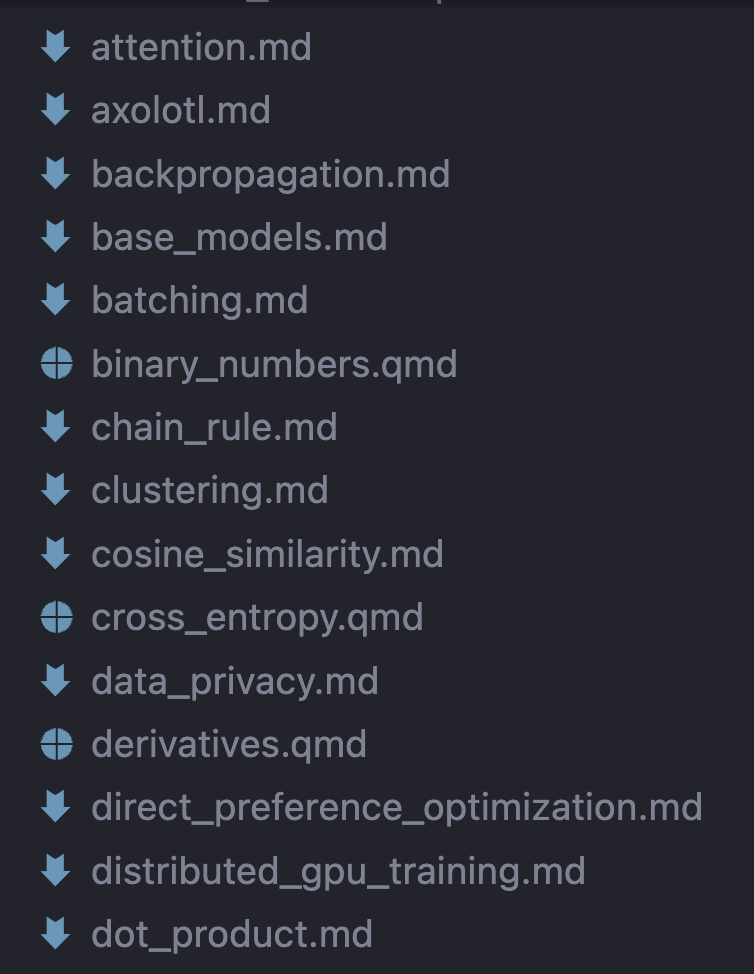 attention.md
axolotl.md
backpropagation.md
base_models.md
batching.md
binary_numbers.qmd
chain_rule.md
clustering.md
cosine_similarity.md
cross_entropy.qmd
data_privacy.md
derivatives.qmd
direct_preference_optimization.md
distributed_gpu_training.md
dot_product.md